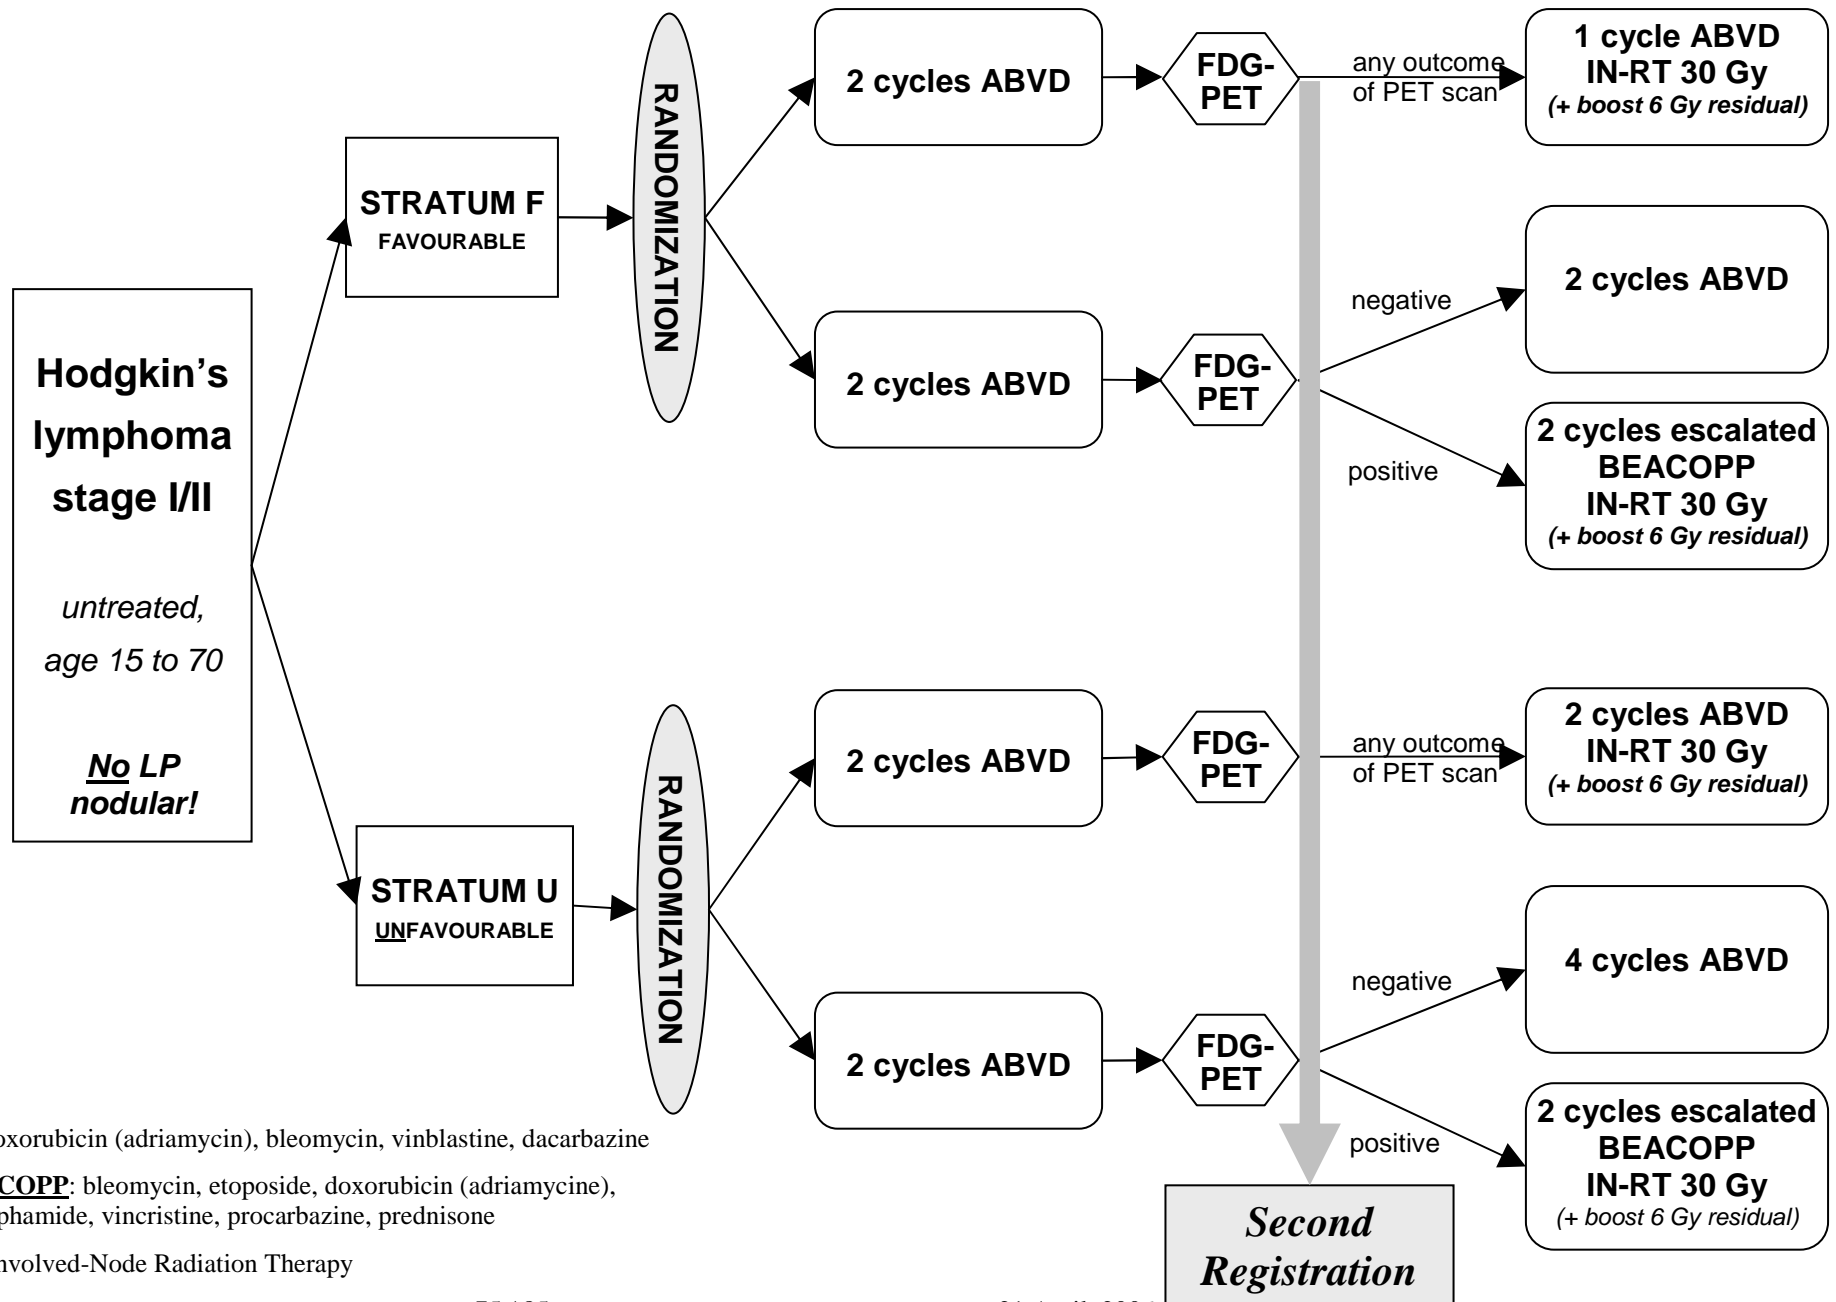 Hodgkin's
lymphoma
stage I/II
untreated,
age 15 to 70
No LP
nodular!
STRATUM F
FAVOURABLE
RANDOMIZATION
2 cycles ABVD
FDG-
PET
any outcome
of PET scan
1 cycle ABVD
IN-RT 30 Gy
(+ boost 6 Gy residual)
2 cycles ABVD
FDG-
PET
negative
2 cycles ABVD
positive
2 cycles escalated
BEACOPP
IN-RT 30 Gy
(+ boost 6 Gy residual)
STRATUM U
UNFAVOURABLE
RANDOMIZATION
2 cycles ABVD
FDG-
PET
any outcome
of PET scan
2 cycles ABVD
IN-RT 30 Gy
(+ boost 6 Gy residual)
2 cycles ABVD
FDG-
PET
negative
4 cycles ABVD
positive
2 cycles escalated
BEACOPP
IN-RT 30 Gy
(+ boost 6 Gy residual)
Second
Registration
oxorubicin (adriamycin), bleomycin, vinblastine, dacarbazine
COPP: bleomycin, etoposide, doxorubicin (adriamycine),
phamide, vincristine, procarbazine, prednisone
nvolved-Node Radiation Therapy